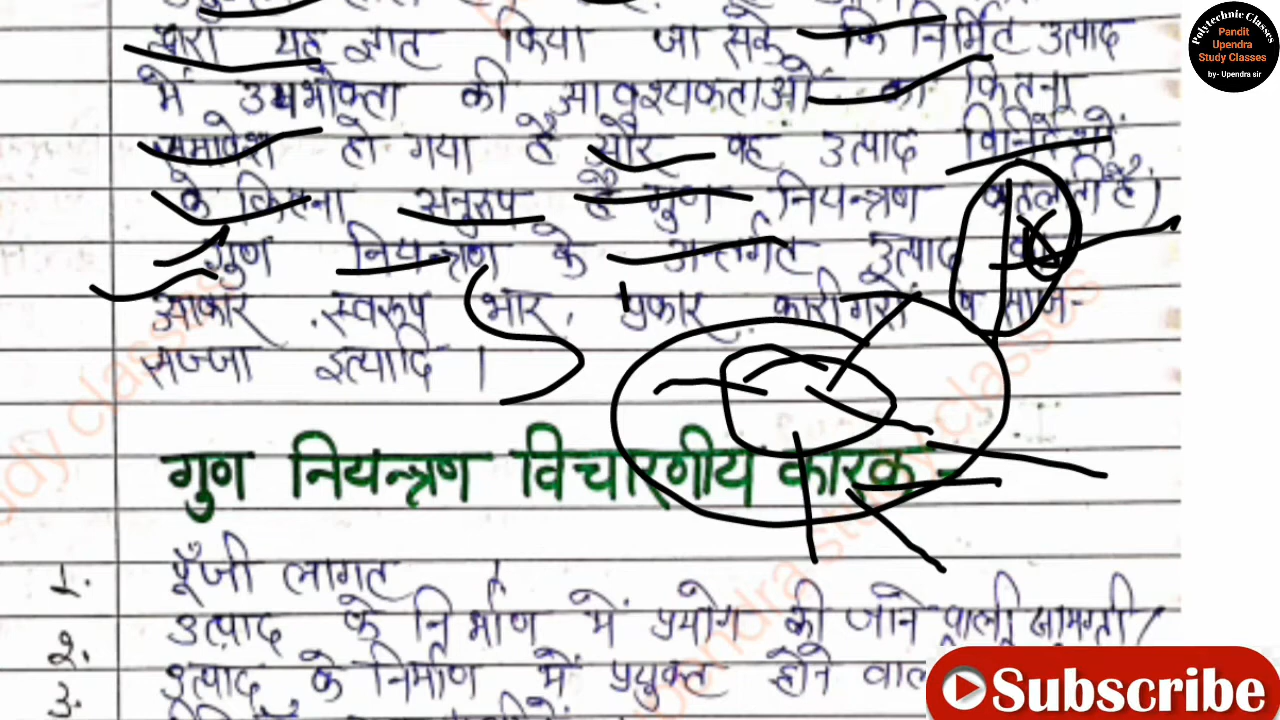 द्वारा यह ज्ञात किया जा सके कि निर्मित उत्पाद
में उपभोक्ता की आवश्यकताओं का कितना
समावेश हो गया है और वह उत्पाद विनिर्देशों
के कितना अनुरूप है गुण नियन्त्रण कहलाती है।
गुण नियन्त्रण के अन्तर्गत उत्पाद का
आकार, स्वरूप भार, प्रकार कारीगरी व साज-
सज्जा इत्यादि ।
गुण नियन्त्रण विचारणीय कारक -
1. पूँजी लागत ।
2. उत्पाद के निर्माण में प्रयोग की जाने वाली सामग्री।
3. उत्पाद के निर्माण में प्रयुक्त होने वाल
Polytechnic Classes
Pandit
Upendra
Study Classes
by- Upendra sir
Subscribe